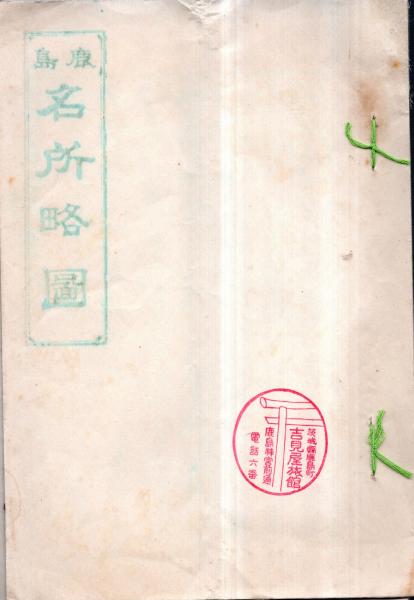 鹿島
名所略圖
茨城縣鹿島町
吉見屋旅館
鹿島神宮前通
電話六番